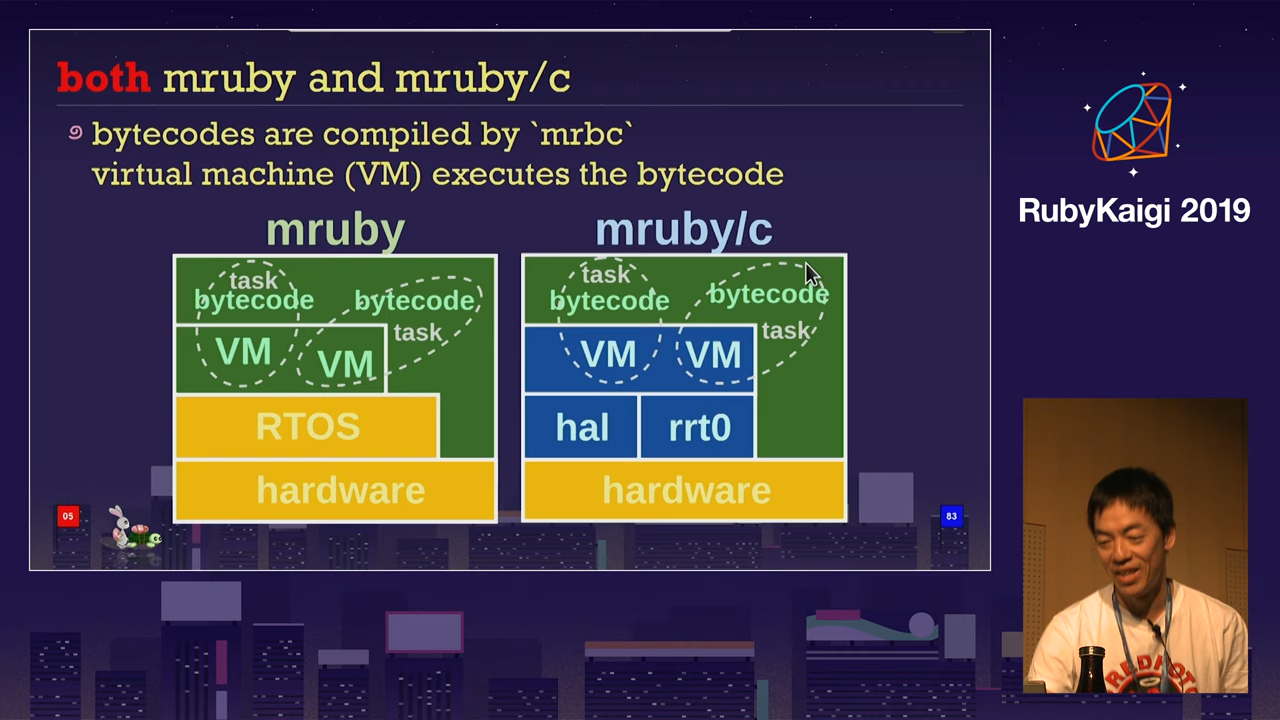 both mruby and mruby/c
bytecodes are compiled by `mrbc`
virtual machine (VM) executes the bytecode
mruby
task
bytecode
bytecode
task
VM
VM
RTOS
hardware
mruby/c
task
bytecode
bytecode
task
VM
VM
hal
rrt0
hardware
05
83
RubyKaigi 2019